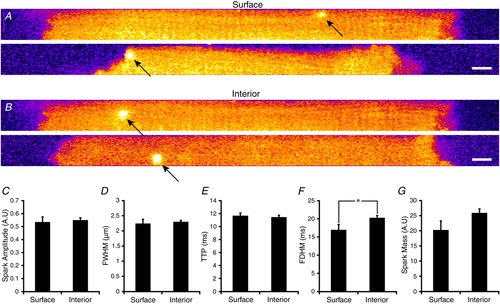 Surface
A
Interior
B
C
D
E
F
G
Spark Amplitude (A.U)
0.7
0.6
0.5
0.4
0.3
0.2
0.1
0
Surface Interior
FWHM (µm)
3
2.5
2
1.5
1
0.5
0
Surface Interior
TTP (ms)
14
12
10
8
6
4
2
0
Surface Interior
FDHM (ms)
25
20
15
10
5
0
*
Surface Interior
Spark Mass (A.U)
30
25
20
15
10
5
0
Surface Interior